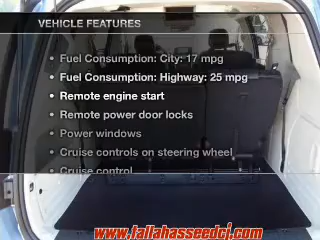 VEHICLE FEATURES
• Fuel Consumption: City: 17 mpg
• Fuel Consumption: Highway: 25 mpg
• Remote engine start
• Remote power door locks
• Power windows
• Cruise controls on steering wheel
• Cruise control
www.tallahasseedcj.com